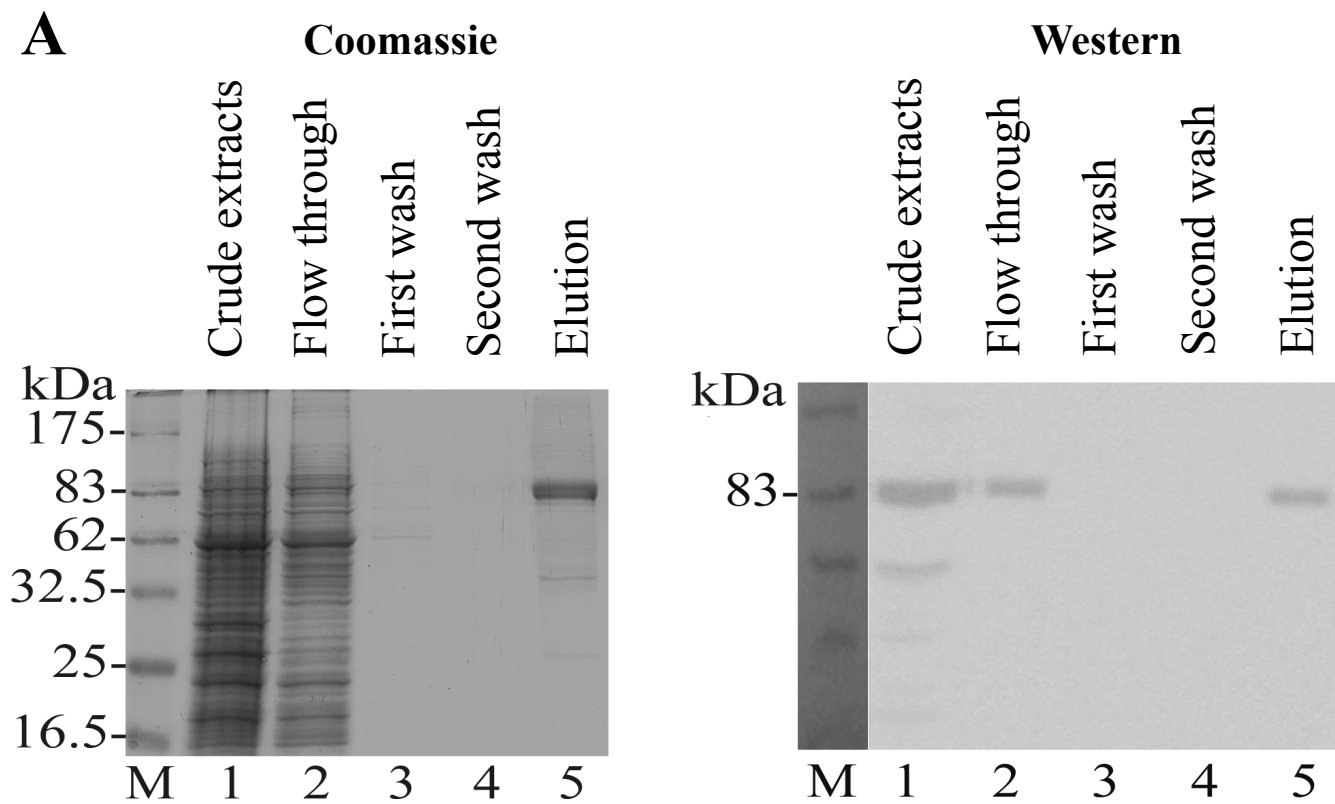 A
Coomassie
Crude extracts
Flow through
First wash
Second wash
Elution
kDa
175
83
62
32.5
25
16.5
M 1 2 3 4 5
Western
Crude extracts
Flow through
First wash
Second wash
Elution
kDa
83
M 1 2 3 4 5